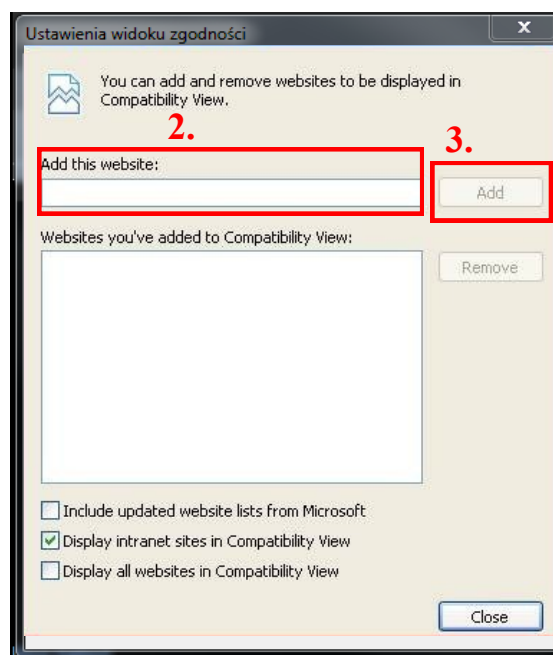 Ustawienia widoku zgodności
x
You can add and remove websites to be displayed in
Compatibility View.
2.
3.
Add this website:
Add
Websites you've added to Compatibility View:
Remove
Include updated website lists from Microsoft
Display intranet sites in Compatibility View
Display all websites in Compatibility View
Close